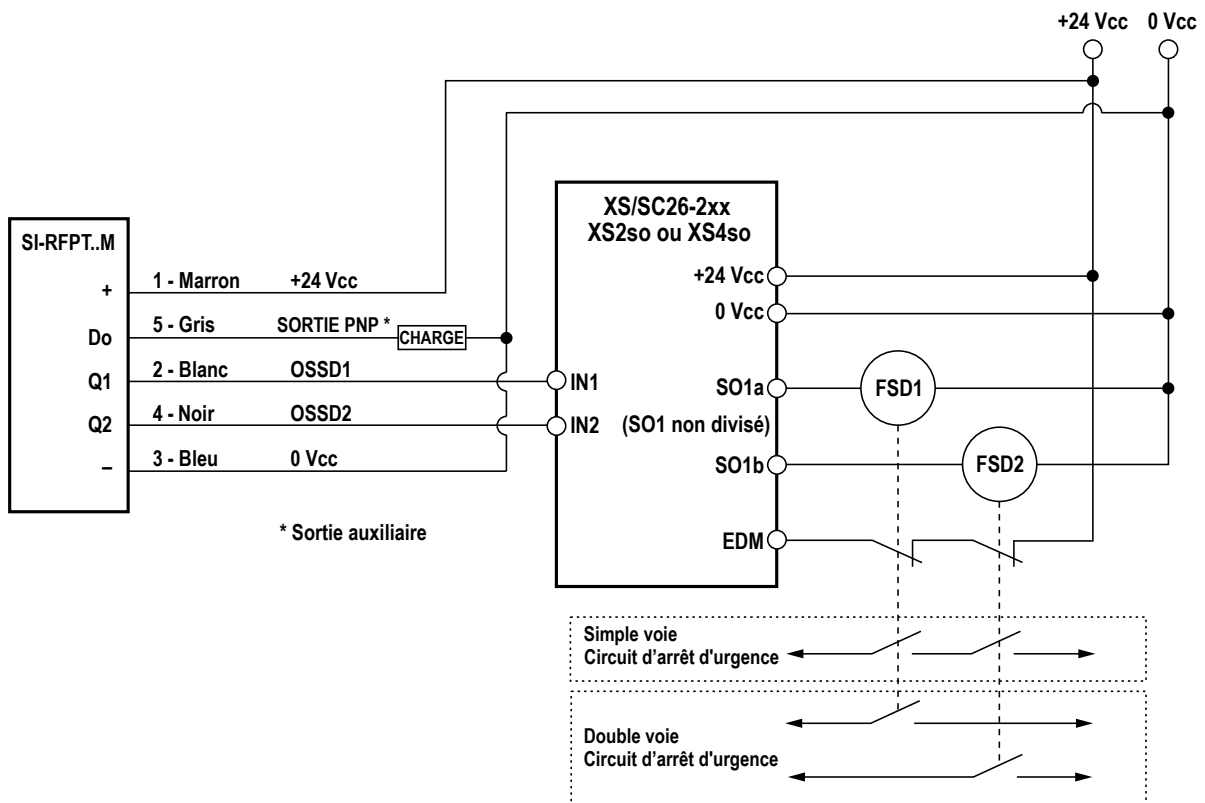 +24 Vcc 0 Vcc
XS/SC26-2xx
XS2so ou XS4so
SI-RFPT..M
+ 1 - Marron +24 Vcc
Do 5 - Gris SORTIE PNP * CHARGE
Q1 2 - Blanc OSSD1
Q2 4 - Noir OSSD2
– 3 - Bleu 0 Vcc
* Sortie auxiliaire
+24 Vcc
0 Vcc
IN1 SO1a FSD1
IN2 (SO1 non divisé)
SO1b FSD2
EDM
Simple voie
Circuit d’arrêt d'urgence
Double voie
Circuit d’arrêt d'urgence